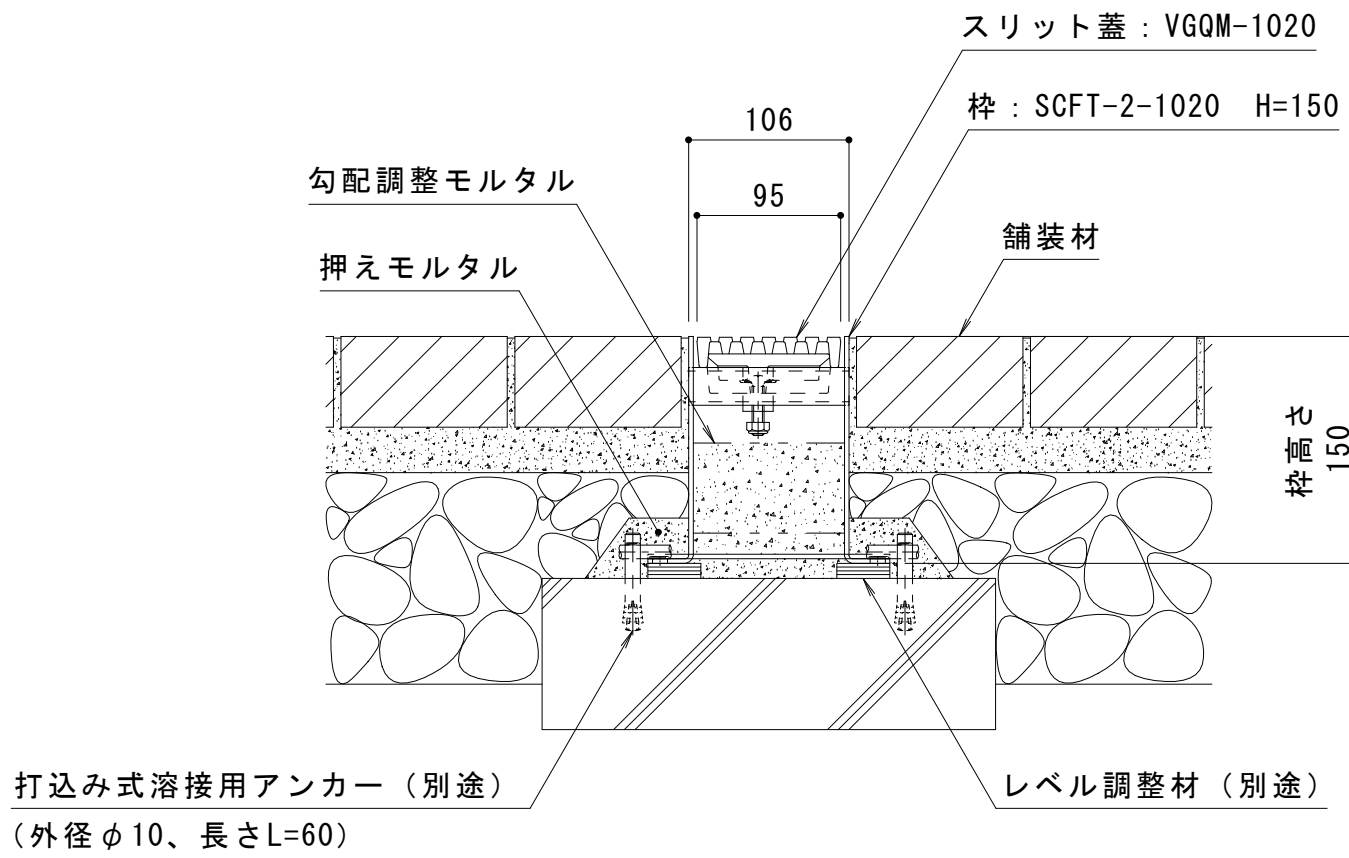 スリット蓋：VGQM-1020
枠：SCFT-2-1020　H=150
106
勾配調整モルタル
95
舗装材
押えモルタル
枠高さ
150
打込み式溶接用アンカー（別途）
(外径φ10、長さL=60)
レベル調整材（別途）